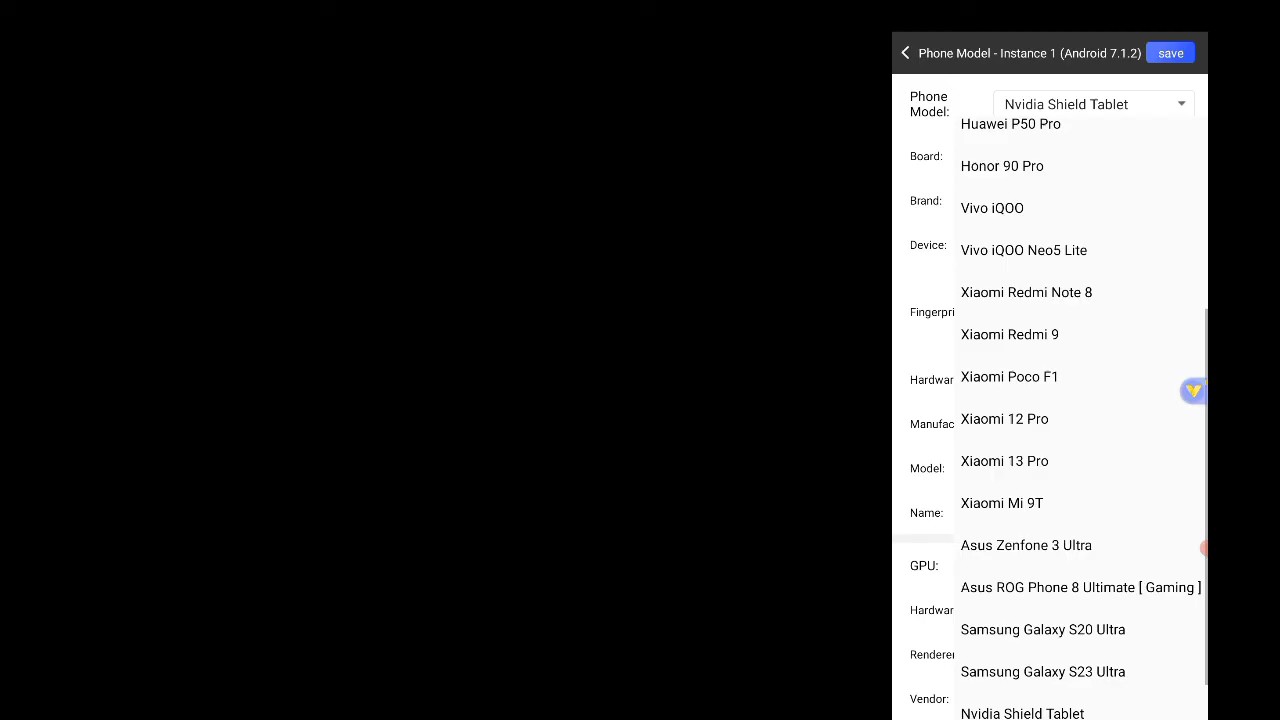 Phone Model - Instance 1 (Android 7.1.2)
save
Phone
Model:
Nvidia Shield Tablet
Huawei P50 Pro
Board:
Honor 90 Pro
Brand:
Vivo iQOO
Device:
Vivo iQOO Neo5 Lite
Xiaomi Redmi Note 8
Fingerpri
Xiaomi Redmi 9
Hardwar
Xiaomi Poco F1
Manufac
Xiaomi 12 Pro
Model:
Xiaomi 13 Pro
Name:
Xiaomi Mi 9T
Asus Zenfone 3 Ultra
GPU:
Asus ROG Phone 8 Ultimate [ Gaming ]
Hardwar
Samsung Galaxy S20 Ultra
Renderer
Samsung Galaxy S23 Ultra
Vendor:
Nvidia Shield Tablet